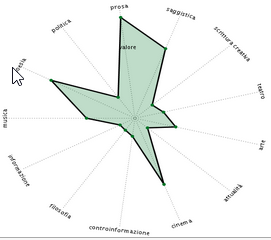 prosa
saggistica
scrittura creativa
teatro
arte
attualità
cinema
controinformazione
filosofia
informazione
musica
poesia
politica
valore